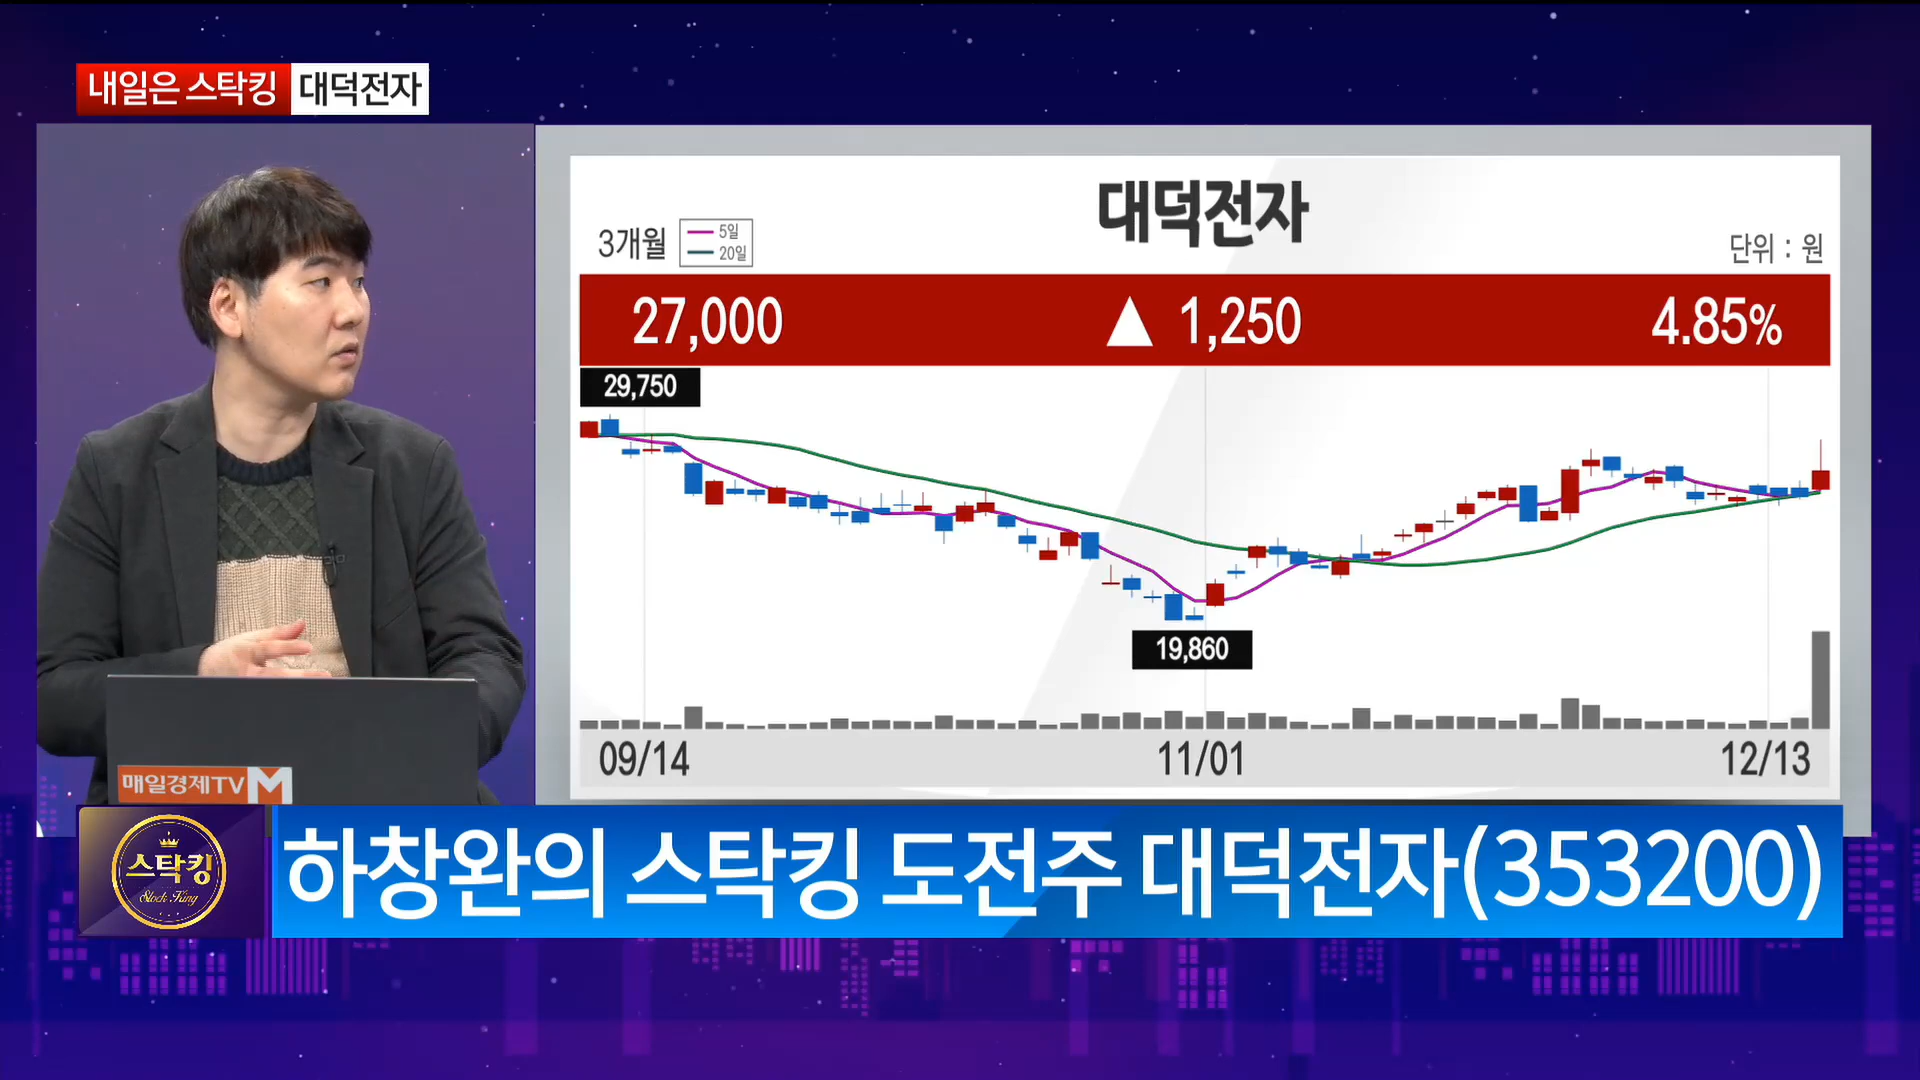 내일은 스탁킹 대덕전자
대덕전자
3개월
5일
20일
단위 : 원
27,000 ▲ 1,250 4.85%
29,750
19,860
09/14 11/01 12/13
매일경제TV M
스탁킹
Stock King
하창완의 스탁킹 도전주 대덕전자(353200)